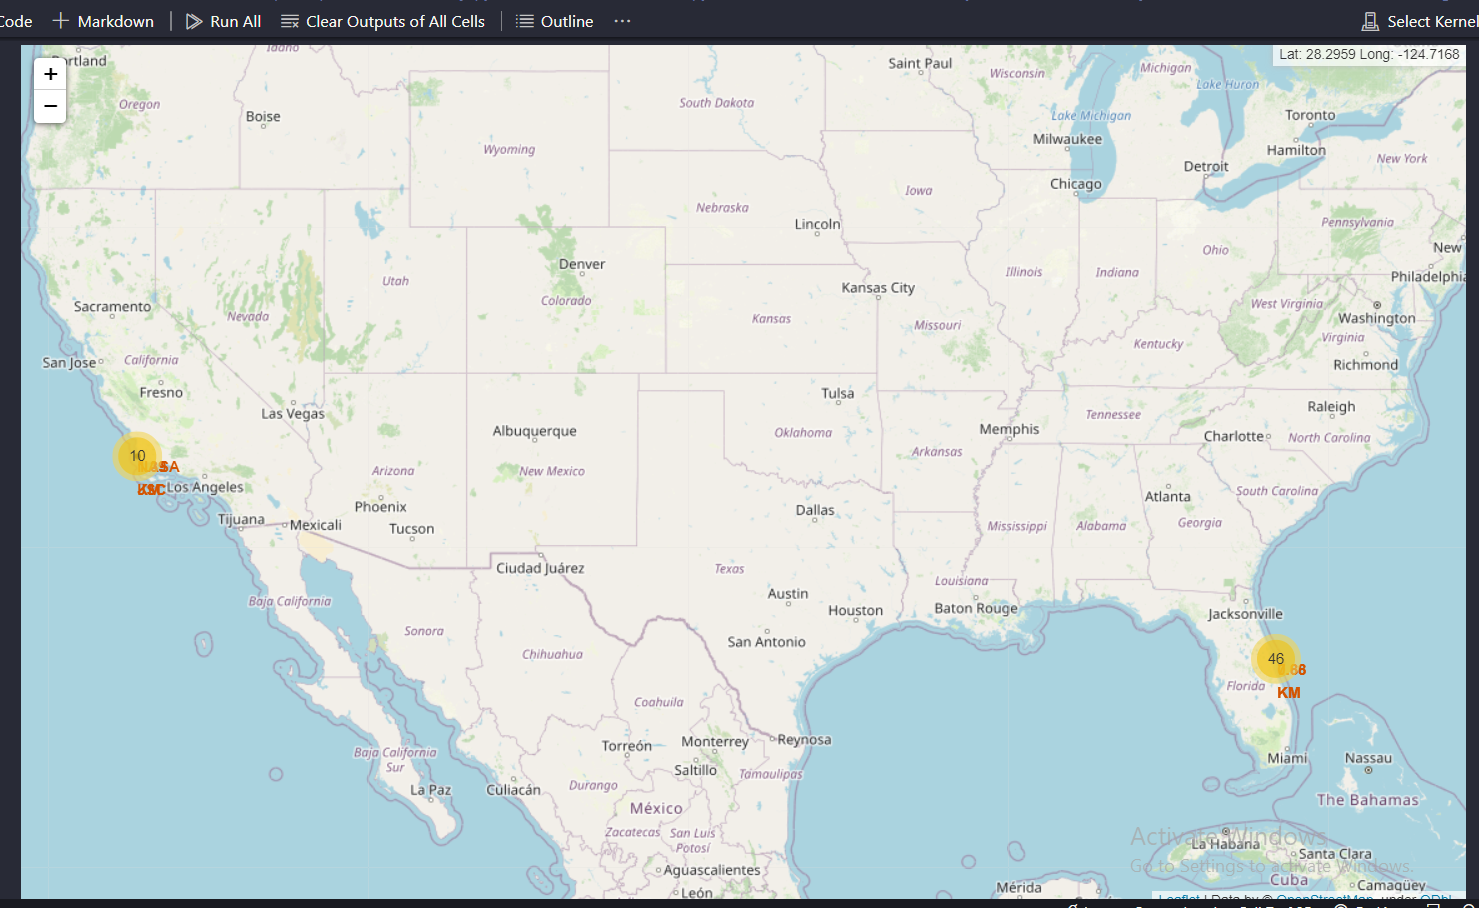 Code Markdown Run All Clear Outputs of All Cells Outline ... Select Kernel
Lat: 28.2959 Long: -124.7168
+
−
Idaho
Saint Paul
Wisconsin
Michigan
Lake Huron
Oregon
Boise
South Dakota
Lake Michigan
Toronto
Milwaukee
Hamilton
Wyoming
Detroit
New York
Chicago
Iowa
Nebraska
Lincoln
Pennsylvania
New
Ohio
Denver
Illinois
Indiana
Philadelphia
Utah
Kansas City
Colorado
Sacramento
Nevada
Kansas
Missouri
West Virginia
Washington
Virginia
Kentucky
San Jose
California
Richmond
Fresno
Tulsa
Las Vegas
Raleigh
Tennessee
Albuquerque
Oklahoma
Memphis
Charlotte
North Carolina
10
Arkansas
Arizona
New Mexico
Los Angeles
KM
Atlanta
South Carolina
Phoenix
Dallas
Tijuana
Mexicali
Tucson
Mississippi
Alabama
Georgia
Ciudad Juárez
Texas
Louisiana
Austin
Baja California
Houston
Baton Rouge
Jacksonville
Sonora
San Antonio
Chihuahua
46
Florida
KM
Coahuila
Torreón
Monterrey
Reynosa
Baja California
Sur
Miami
Nassau
Saltillo
Tamaulipas
La Paz
Culiacán
Durango
The Bahamas
México
Zacatecas
San Luis
Potosí
Activate Windows
La Habana
Santa Clara
Go to Settings to activate Windows.
Aguascalientes
Cuba
León
Mérida
Camagüey
Leaflet | Data by © OpenStreetMap, under ODbL